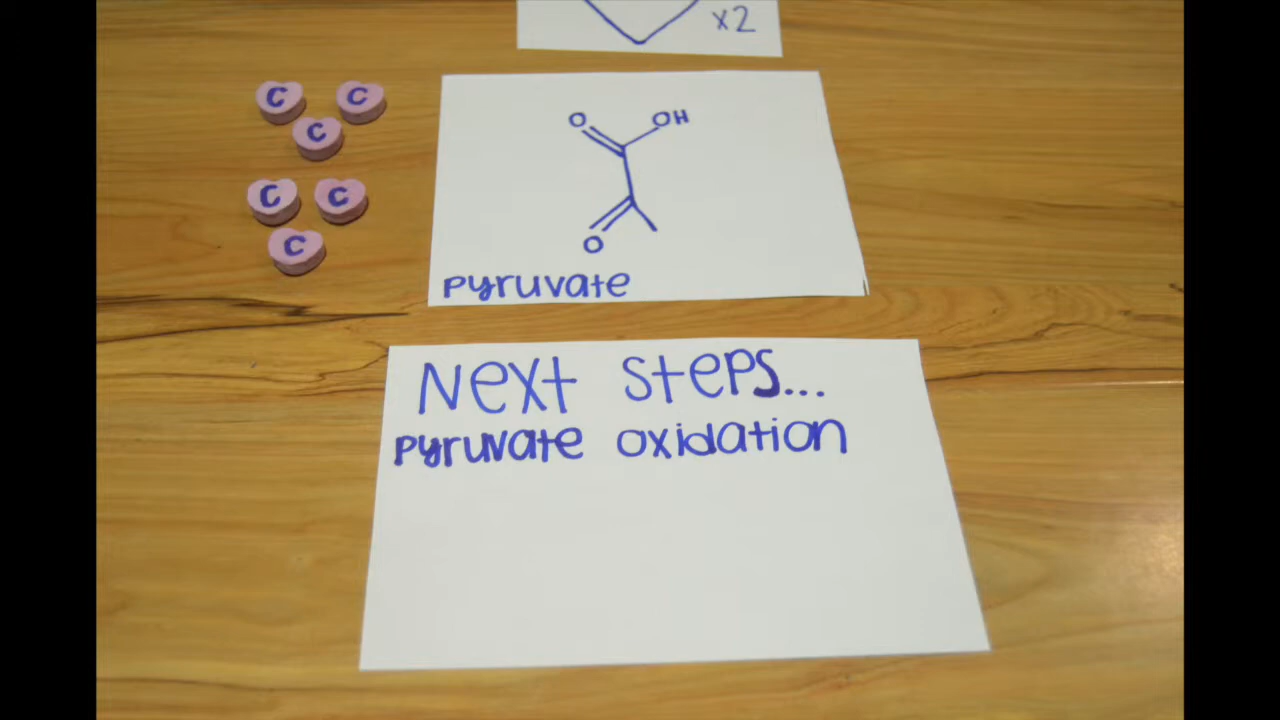 x2
C C
C
C C
C
O OH
O
pyruvate
Next steps...
pyruvate oxidation